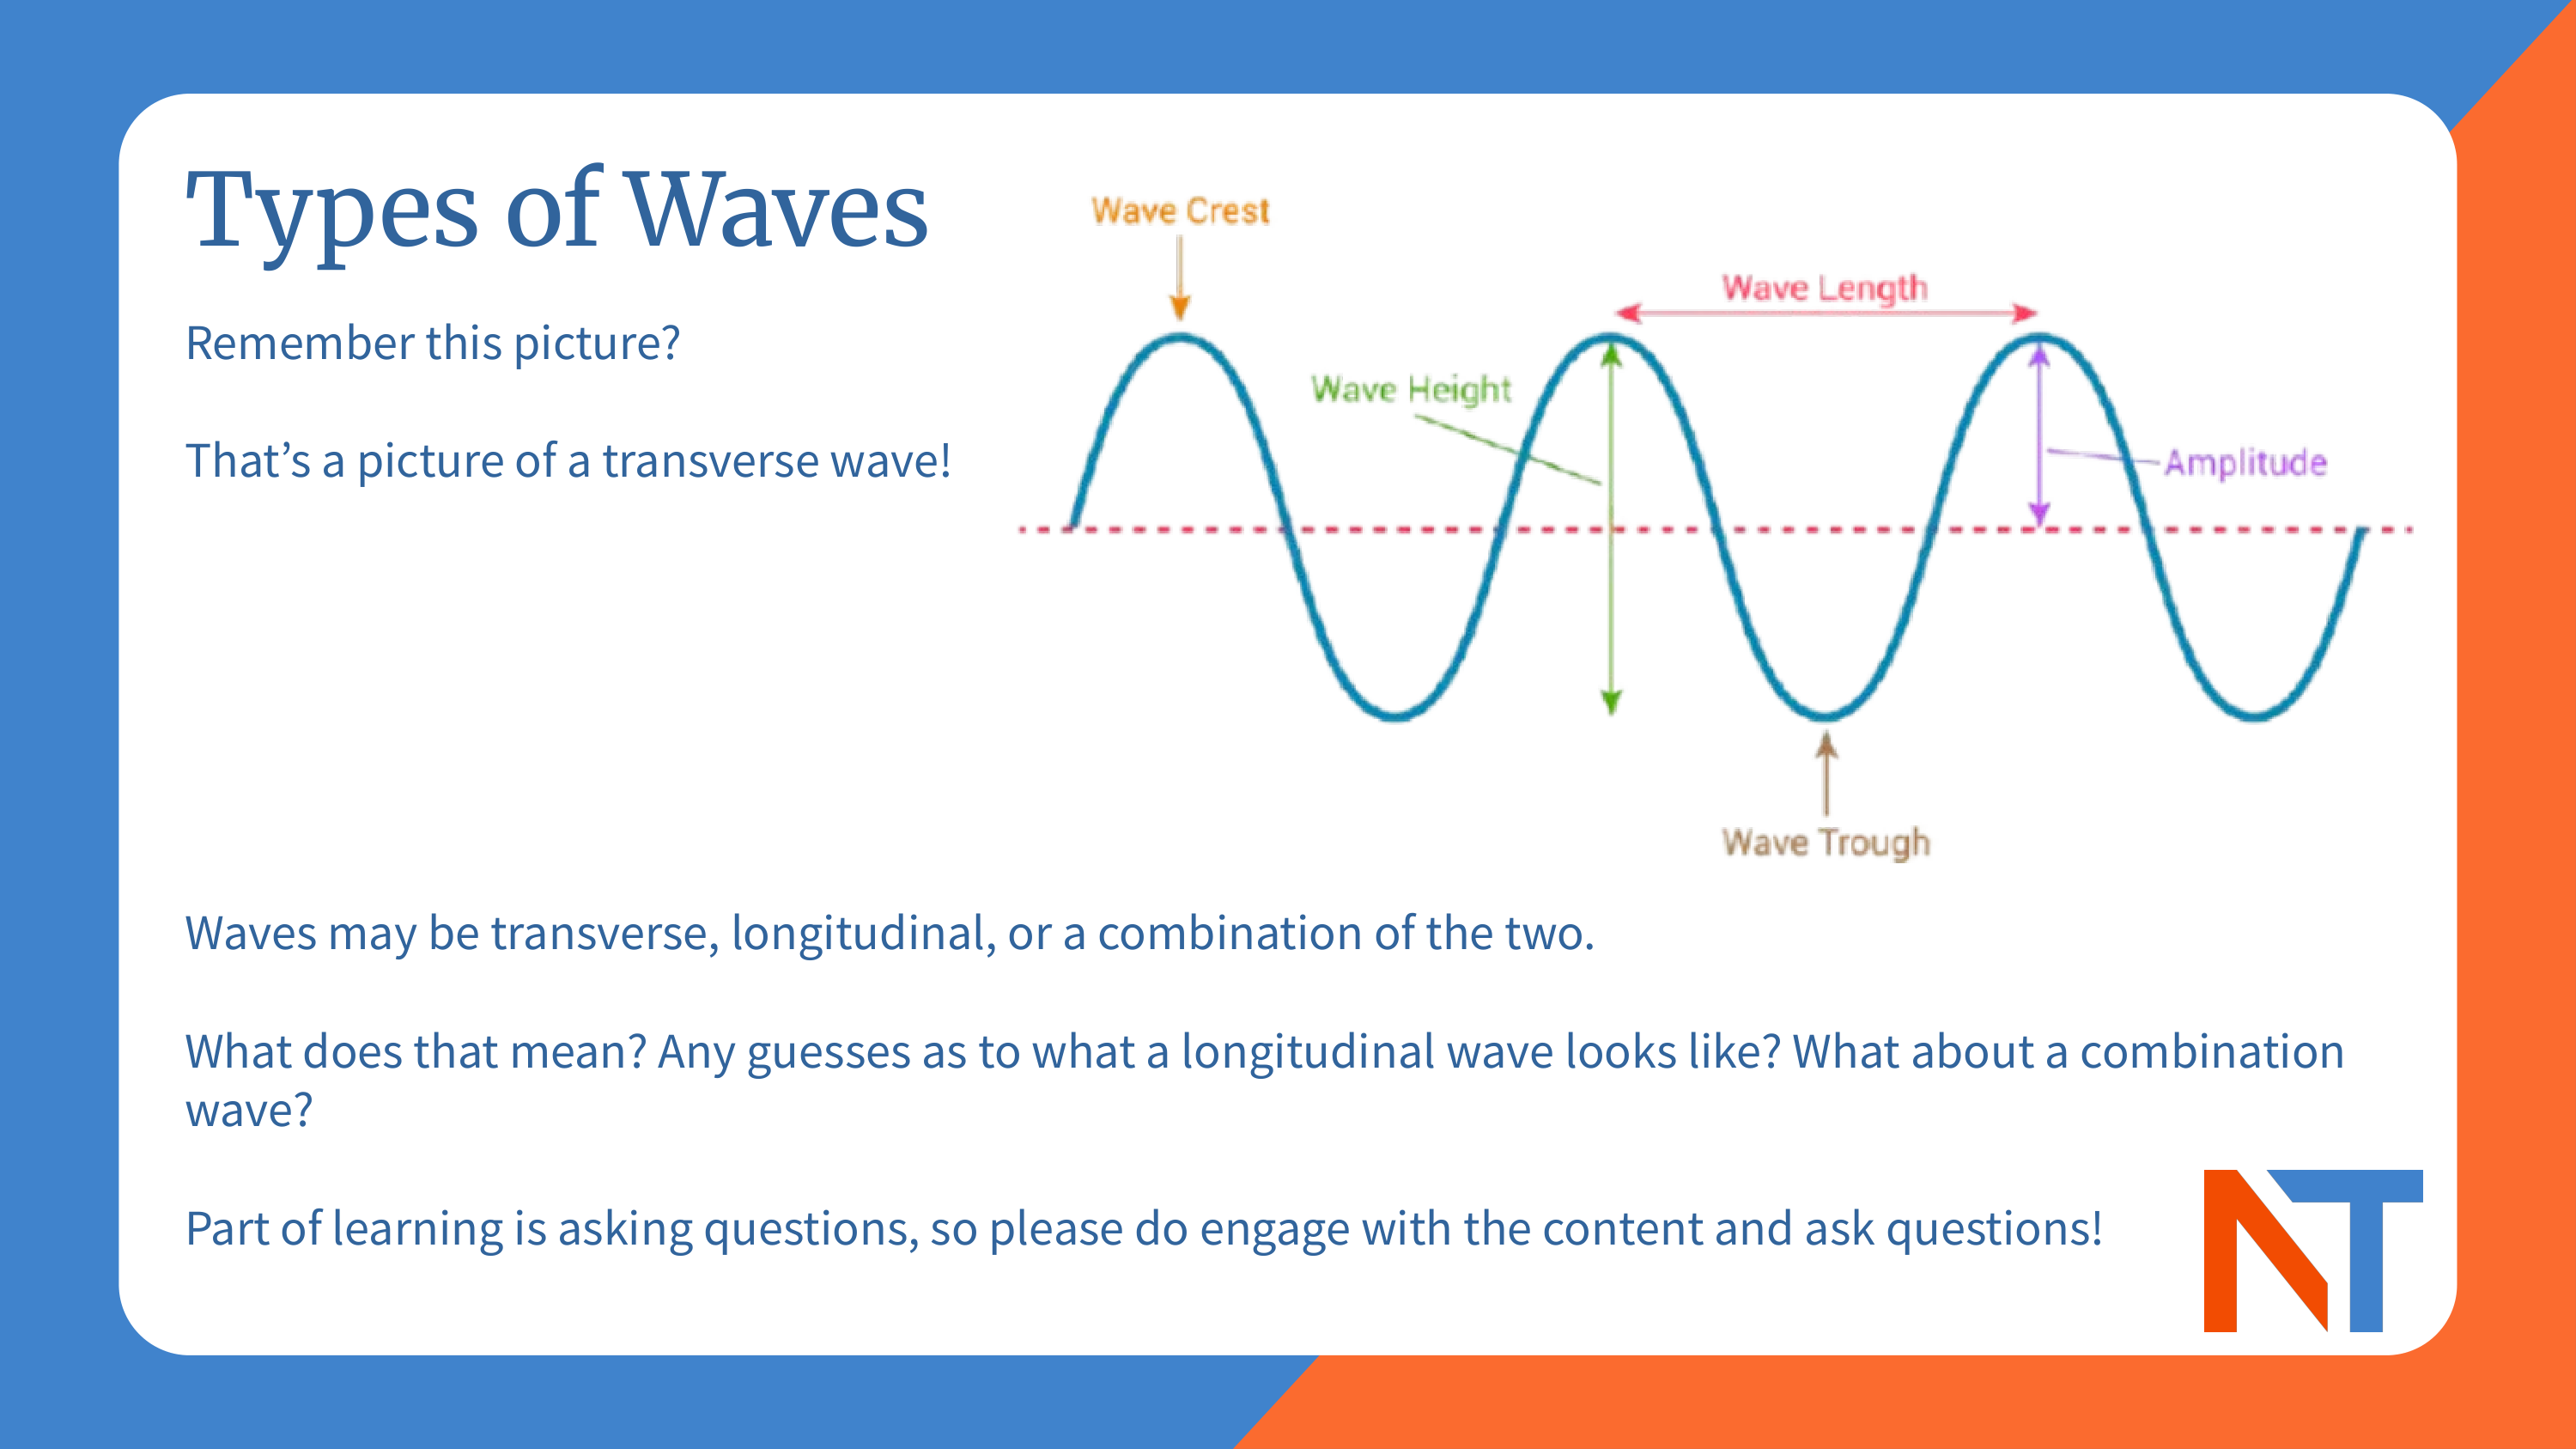 Types of Waves
Remember this picture?
That’s a picture of a transverse wave!
Wave Crest
Wave Length
Wave Height
Amplitude
Wave Trough
Waves may be transverse, longitudinal, or a combination of the two.
What does that mean? Any guesses as to what a longitudinal wave looks like? What about a combination
wave?
Part of learning is asking questions, so please do engage with the content and ask questions!
NT